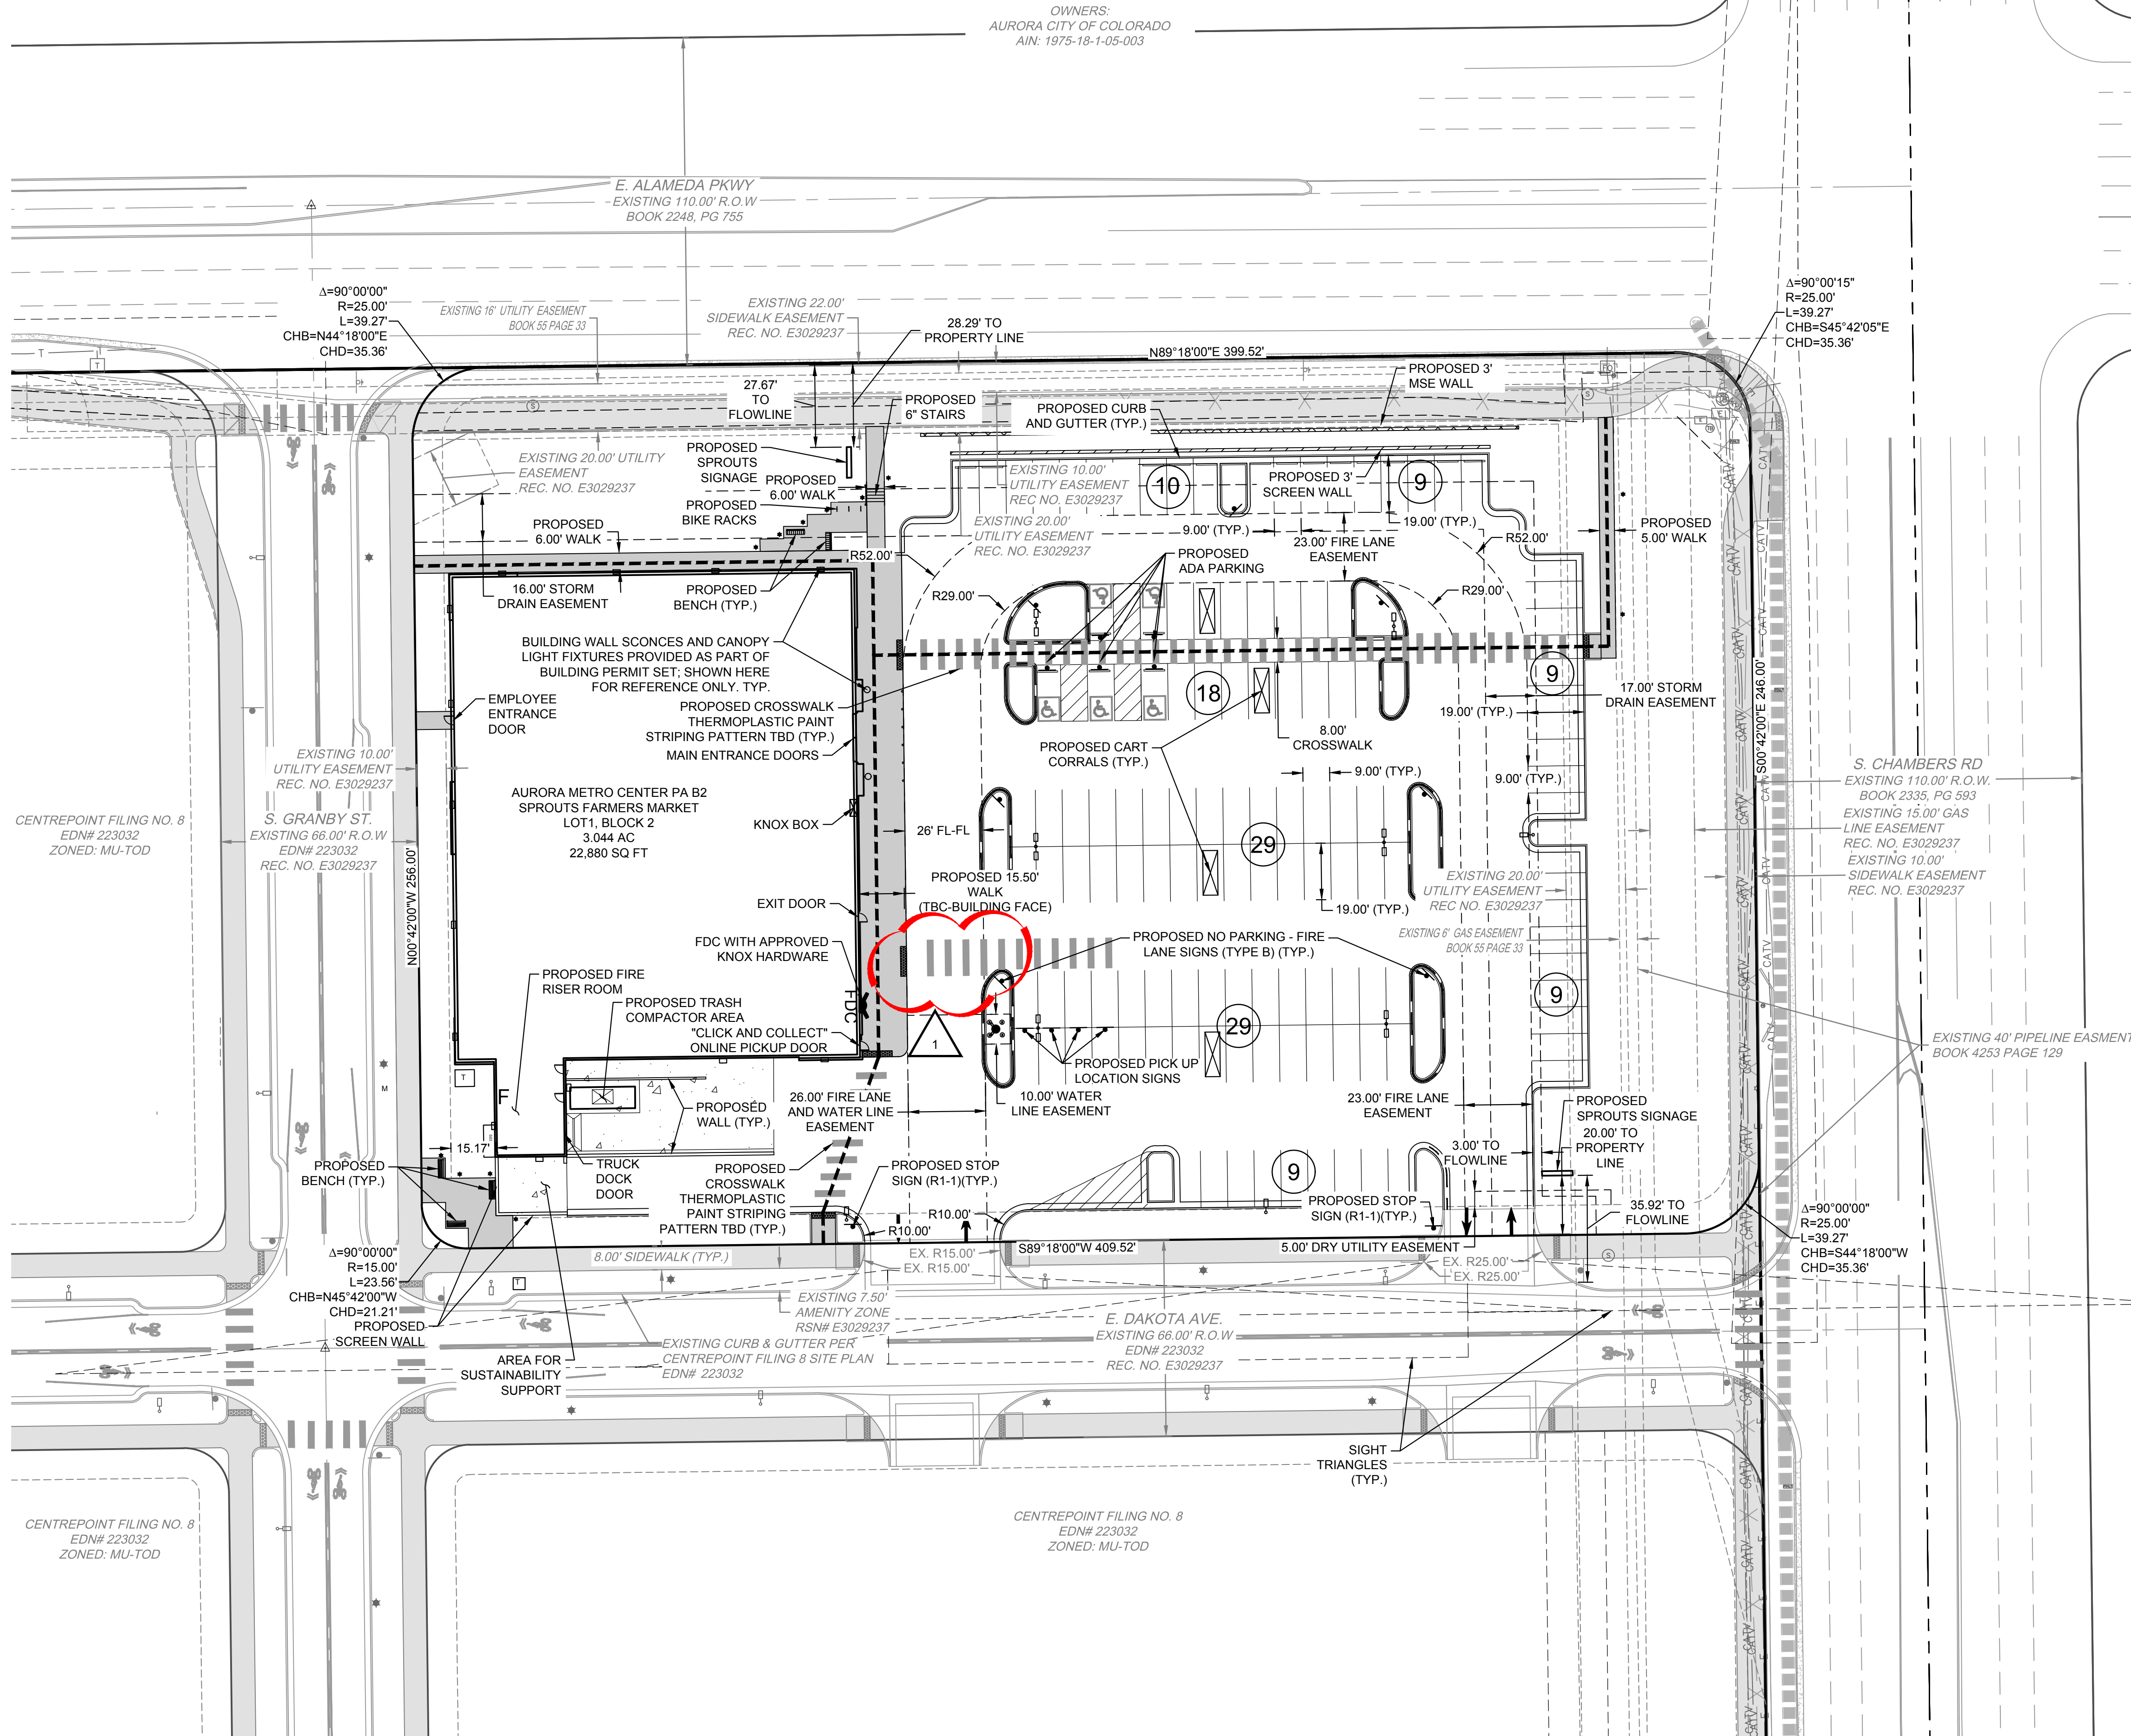 OWNERS:
AURORA CITY OF COLORADO
AIN: 1975-18-1-05-003
E. ALAMEDA PKWY
EXISTING 110.00' R.O.W
BOOK 2248, PG 755
Δ=90°00'00"
R=25.00'
L=39.27'
CHB=N44°18'00"E
CHD=35.36'
EXISTING 16' UTILITY EASEMENT
BOOK 55 PAGE 33
EXISTING 22.00'
SIDEWALK EASEMENT
REC. NO. E3029237
28.29' TO
PROPERTY LINE
N89°18'00"E 399.52'
Δ=90°00'15"
R=25.00'
L=39.27'
CHB=S45°42'05"E
CHD=35.36'
27.67'
TO
FLOWLINE
PROPOSED
6" STAIRS
PROPOSED CURB
AND GUTTER (TYP.)
PROPOSED 3'
MSE WALL
EXISTING 20.00' UTILITY
EASEMENT
REC. NO. E3029237
PROPOSED
SPROUTS
SIGNAGE
PROPOSED
6.00' WALK
PROPOSED
BIKE RACKS
EXISTING 10.00'
UTILITY EASEMENT
REC NO. E3029237
10
PROPOSED 3'
SCREEN WALL
9
19.00' (TYP.)
PROPOSED
6.00' WALK
EXISTING 20.00'
UTILITY EASEMENT
REC. NO. E3029237
9.00' (TYP.)
23.00' FIRE LANE
EASEMENT
R52.00'
R52.00'
PROPOSED
5.00' WALK
PROPOSED
ADA PARKING
16.00' STORM
DRAIN EASEMENT
PROPOSED
BENCH (TYP.)
R29.00'
R29.00'
BUILDING WALL SCONCES AND CANOPY
LIGHT FIXTURES PROVIDED AS PART OF
BUILDING PERMIT SET; SHOWN HERE
FOR REFERENCE ONLY. TYP.
EMPLOYEE
ENTRANCE
DOOR
PROPOSED CROSSWALK
THERMOPLASTIC PAINT
STRIPING PATTERN TBD (TYP.)
MAIN ENTRANCE DOORS
18
9
17.00' STORM
DRAIN EASEMENT
19.00' (TYP.)
S00°42'00"E 246.00'
PROPOSED CART
CORRALS (TYP.)
8.00'
CROSSWALK
9.00' (TYP.)
9.00' (TYP.)
EXISTING 10.00'
UTILITY EASEMENT
REC. NO. E3029237
AURORA METRO CENTER PA B2
SPROUTS FARMERS MARKET
LOT1, BLOCK 2
3.044 AC
22,880 SQ FT
KNOX BOX
CENTREPOINT FILING NO. 8
EDN# 223032
ZONED: MU-TOD
S. GRANBY ST.
EXISTING 66.00' R.O.W
EDN# 223032
REC. NO. E3029237
N00°42'00"W 256.00'
26' FL-FL
29
S. CHAMBERS RD
EXISTING 110.00' R.O.W.
BOOK 2335, PG 593
EXISTING 15.00' GAS
LINE EASEMENT
REC. NO. E3029237
EXISTING 10.00'
SIDEWALK EASEMENT
REC. NO. E3029237
PROPOSED 15.50'
WALK
(TBC-BUILDING FACE)
EXISTING 20.00'
UTILITY EASEMENT
REC NO. E3029237
19.00' (TYP.)
EXIT DOOR
FDC WITH APPROVED
KNOX HARDWARE
PROPOSED NO PARKING - FIRE
LANE SIGNS (TYPE B) (TYP.)
EXISTING 6' GAS EASEMENT
BOOK 55 PAGE 33
PROPOSED FIRE
RISER ROOM
PROPOSED TRASH
COMPACTOR AREA
"CLICK AND COLLECT"
ONLINE PICKUP DOOR
FDC
1
29
9
PROPOSED PICK UP
LOCATION SIGNS
EXISTING 40' PIPELINE EASMENT
BOOK 4253 PAGE 129
T
F
M
26.00' FIRE LANE
AND WATER LINE
EASEMENT
10.00' WATER
LINE EASEMENT
23.00' FIRE LANE
EASEMENT
PROPOSED
SPROUTS SIGNAGE
20.00' TO
PROPERTY
LINE
PROPOSED
WALL (TYP.)
15.17'
3.00' TO
FLOWLINE
PROPOSED
BENCH (TYP.)
TRUCK
DOCK
DOOR
PROPOSED
CROSSWALK
THERMOPLASTIC
PAINT STRIPING
PATTERN TBD (TYP.)
PROPOSED STOP
SIGN (R1-1)(TYP.)
9
PROPOSED STOP
SIGN (R1-1)(TYP.)
R10.00'
R10.00'
35.92' TO
FLOWLINE
Δ=90°00'00"
R=25.00'
L=39.27'
CHB=S44°18'00"W
CHD=35.36'
Δ=90°00'00"
R=15.00'
L=23.56'
CHB=N45°42'00"W
CHD=21.21'
PROPOSED
SCREEN WALL
8.00' SIDEWALK (TYP.)
EX. R15.00'
EX. R15.00'
S89°18'00"W 409.52'
5.00' DRY UTILITY EASEMENT
EX. R25.00'
EX. R25.00'
T
EXISTING 7.50'
AMENITY ZONE
RSN# E3029237
E. DAKOTA AVE.
EXISTING 66.00' R.O.W
EDN# 223032
REC. NO. E3029237
EXISTING CURB & GUTTER PER
CENTREPOINT FILING 8 SITE PLAN
EDN# 223032
AREA FOR
SUSTAINABILITY
SUPPORT
SIGHT
TRIANGLES
(TYP.)
CENTREPOINT FILING NO. 8
EDN# 223032
ZONED: MU-TOD
CENTREPOINT FILING NO. 8
EDN# 223032
ZONED: MU-TOD
CATV
CATV
CATV
CATV
CATV